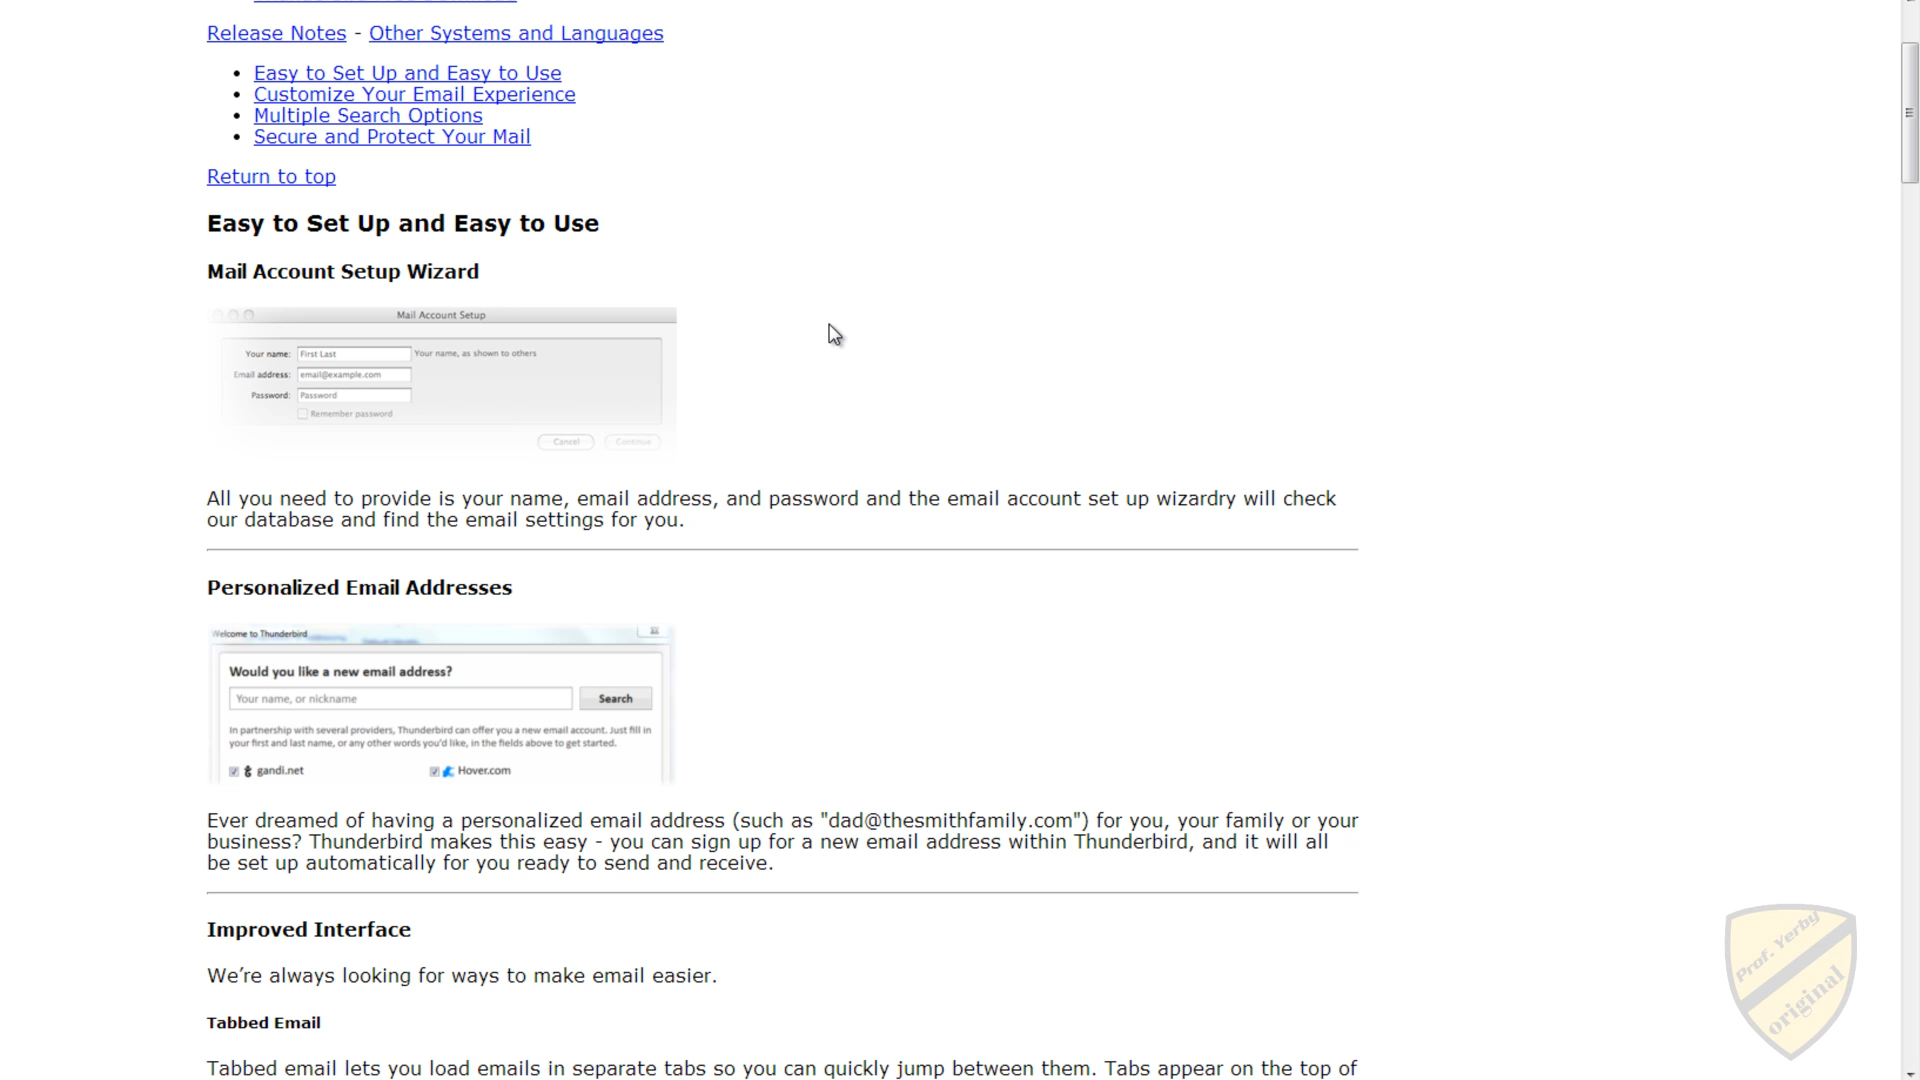 Release Notes - Other Systems and Languages
• Easy to Set Up and Easy to Use
• Customize Your Email Experience
• Multiple Search Options
• Secure and Protect Your Mail
Return to top
Easy to Set Up and Easy to Use
Mail Account Setup Wizard
Mail Account Setup
Your name: First Last Your name, as shown to others
Email address: email@example.com
Password: Password
Remember password
Cancel Continue
All you need to provide is your name, email address, and password and the email account set up wizardry will check
our database and find the email settings for you.
Personalized Email Addresses
Welcome to Thunderbird
Would you like a new email address?
Your name, or nickname Search
In partnership with several providers, Thunderbird can offer you a new email account. Just fill in
your first and last name, or any other words you'd like, in the fields above to get started.
gandi.net Hover.com
Ever dreamed of having a personalized email address (such as "dad@thesmithfamily.com") for you, your family or your
business? Thunderbird makes this easy - you can sign up for a new email address within Thunderbird, and it will all
be set up automatically for you ready to send and receive.
Improved Interface
We’re always looking for ways to make email easier.
Tabbed Email
Tabbed email lets you load emails in separate tabs so you can quickly jump between them. Tabs appear on the top of
Prof. Yerby
original